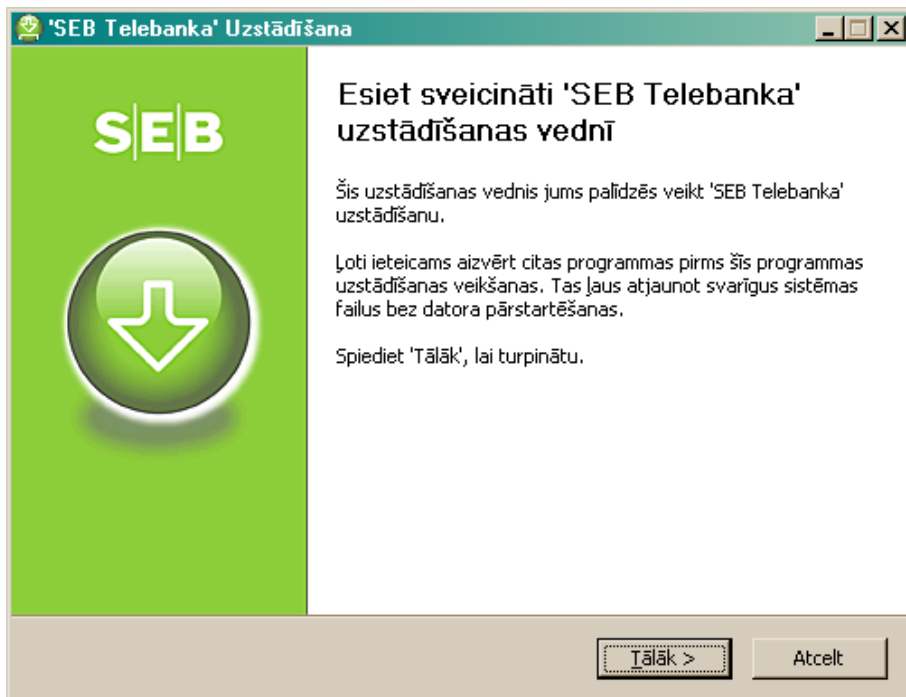 'SEB Telebanka' Uzstādīšana
SEB
Esiet sveicināti 'SEB Telebanka'
uzstādīšanas vednī
Šis uzstādīšanas vednis jums palīdzēs veikt 'SEB Telebanka'
uzstādīšanu.
Ļoti ieteicams aizvērt citas programmas pirms šīs programmas
uzstādīšanas veikšanas. Tas ļaus atjaunot svarīgus sistēmas
failus bez datora pārstartēšanas.
Spiediet 'Tālāk', lai turpinātu.
Tālāk >
Atcelt